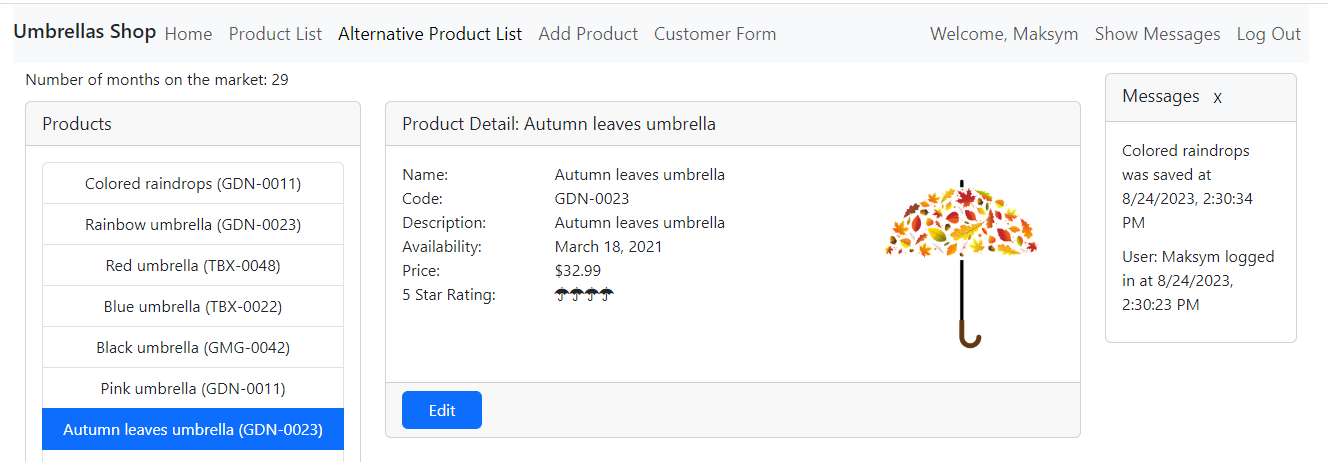 Umbrellas Shop Home Product List Alternative Product List Add Product Customer Form Welcome, Maksym Show Messages Log Out
Number of months on the market: 29
Products
Colored raindrops (GDN-0011)
Rainbow umbrella (GDN-0023)
Red umbrella (TBX-0048)
Blue umbrella (TBX-0022)
Black umbrella (GMG-0042)
Pink umbrella (GDN-0011)
Autumn leaves umbrella (GDN-0023)
Product Detail: Autumn leaves umbrella
Name: Autumn leaves umbrella
Code: GDN-0023
Description: Autumn leaves umbrella
Availability: March 18, 2021
Price: $32.99
5 Star Rating:
Edit
Messages X
Colored raindrops
was saved at
8/24/2023, 2:30:34
PM
User: Maksym logged
in at 8/24/2023,
2:30:23 PM